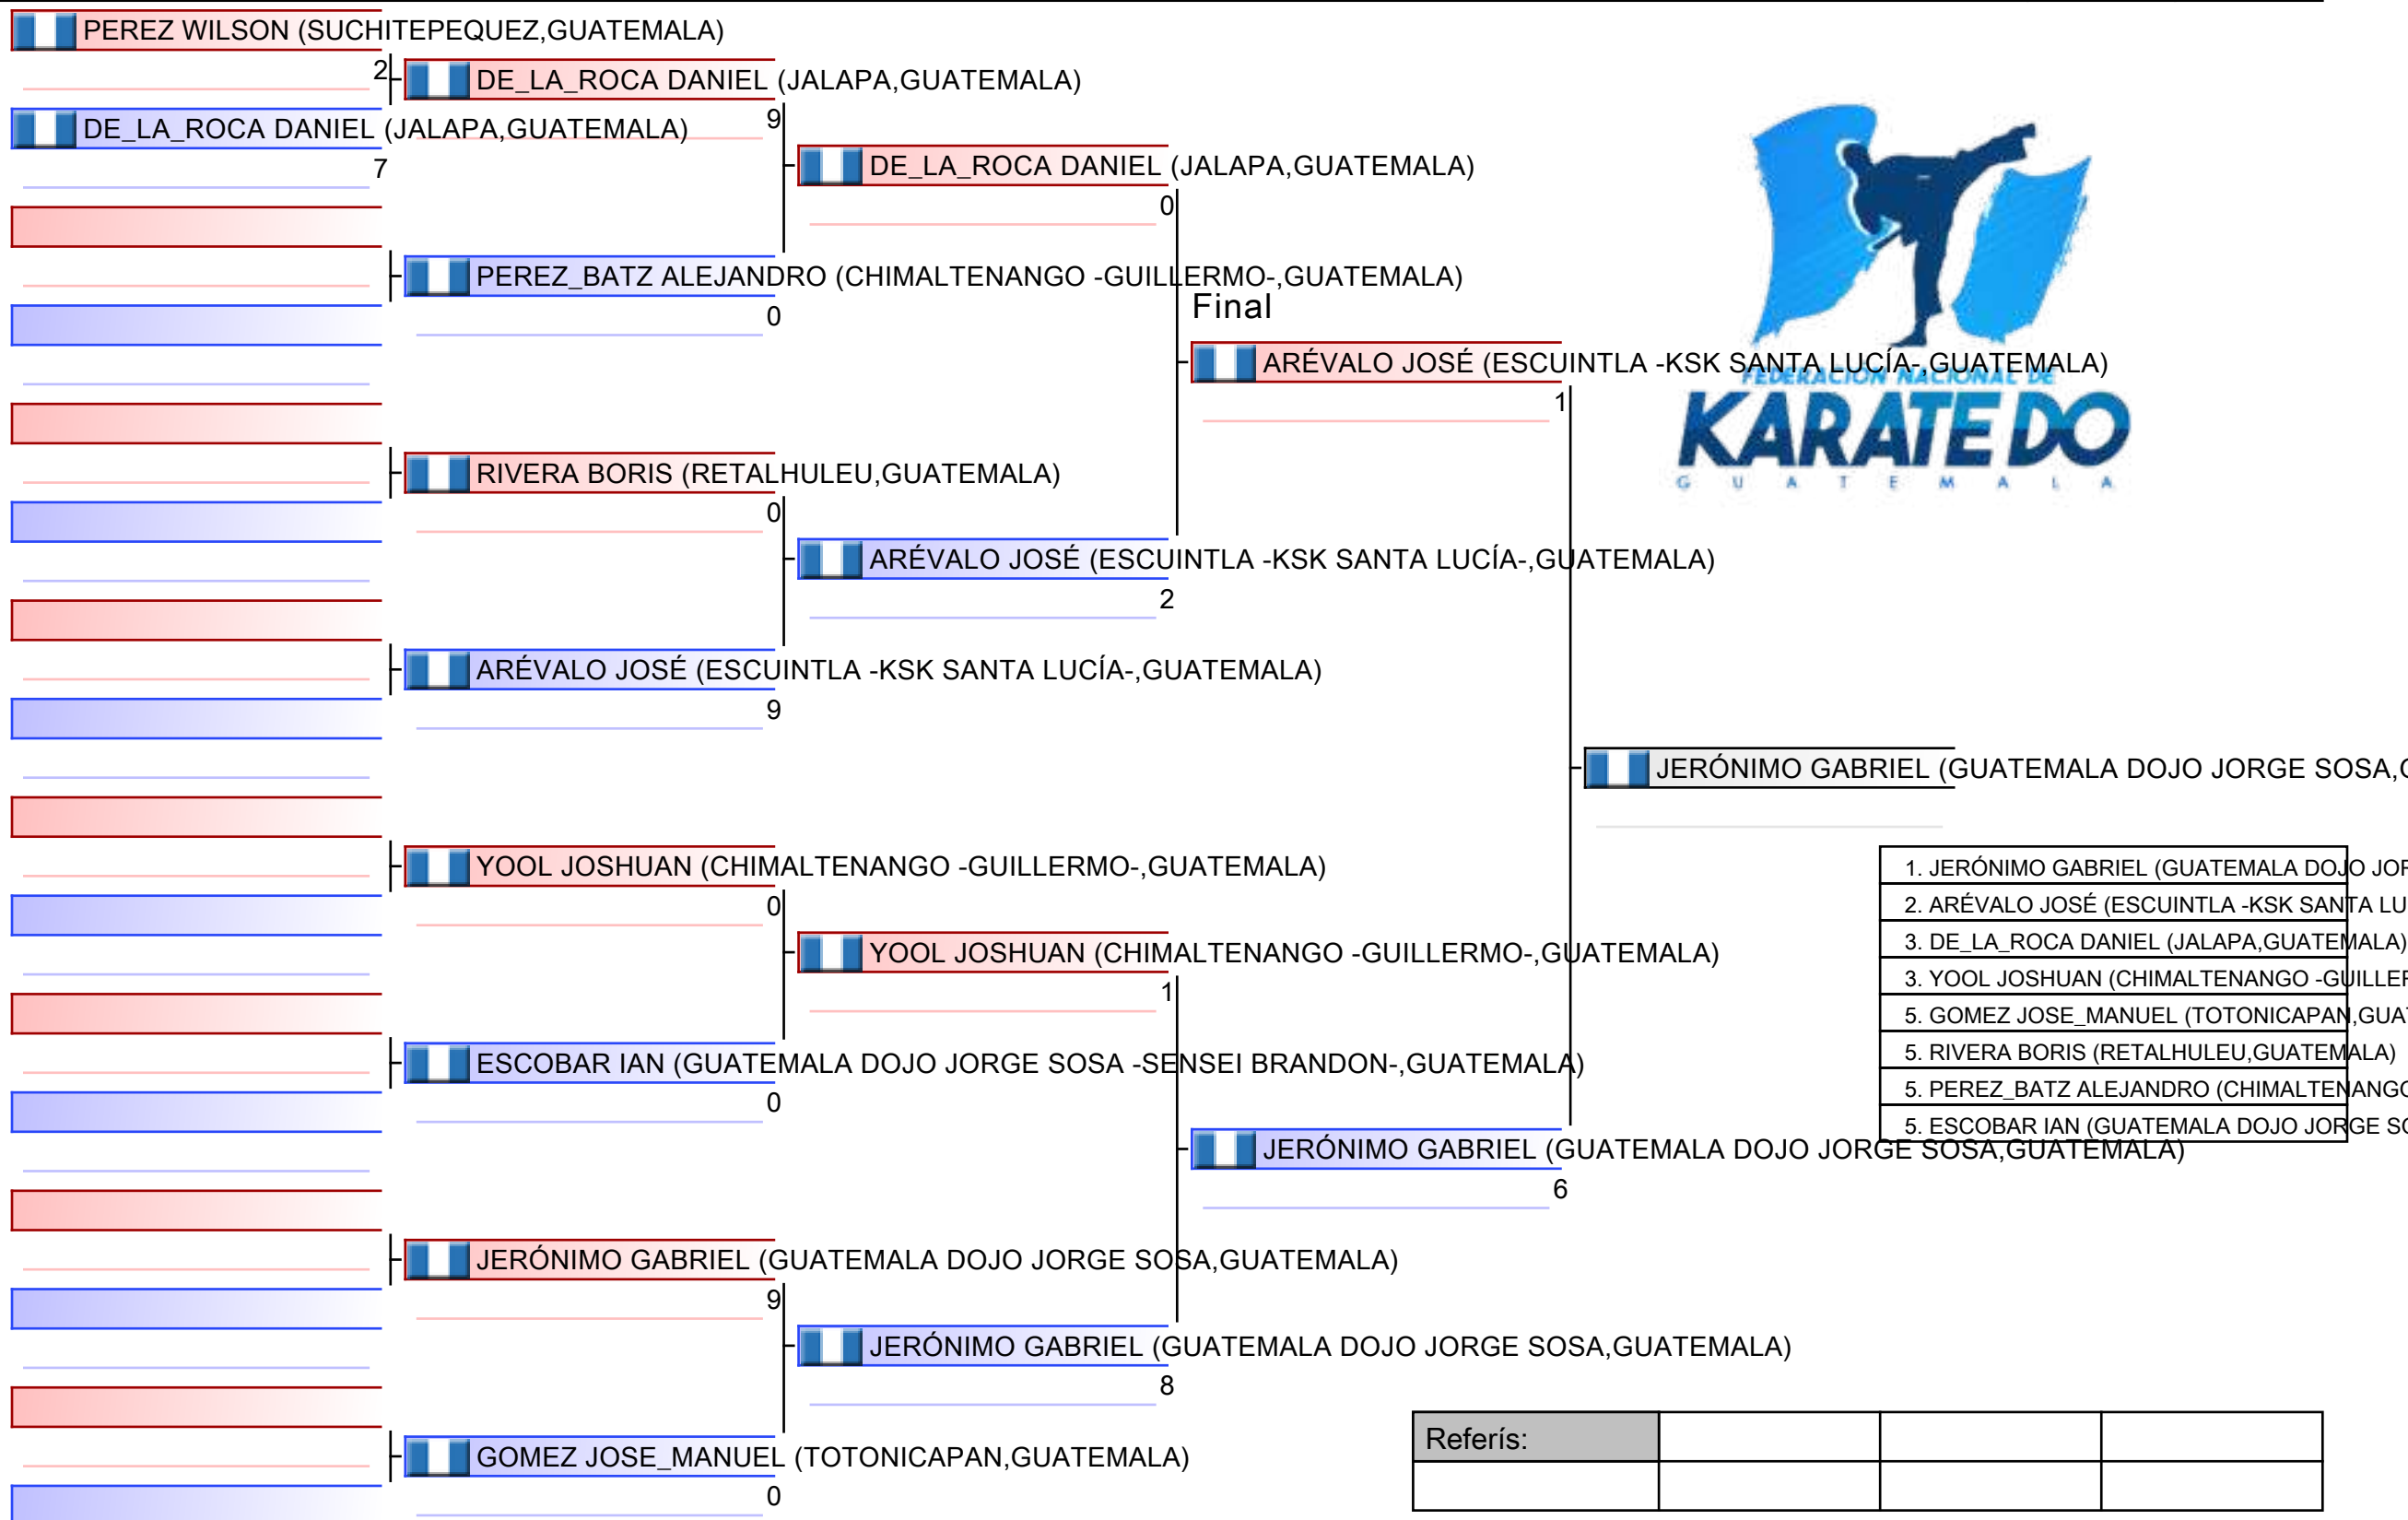 PEREZ WILSON (SUCHITEPEQUEZ,GUATEMALA)
2
DE_LA_ROCA DANIEL (JALAPA,GUATEMALA)
7
DE_LA_ROCA DANIEL (JALAPA,GUATEMALA)
9
PEREZ_BATZ ALEJANDRO (CHIMALTENANGO -GUILLERMO-,GUATEMALA)
0
RIVERA BORIS (RETALHULEU,GUATEMALA)
0
ARÉVALO JOSÉ (ESCUINTLA -KSK SANTA LUCÍA-,GUATEMALA)
9
YOOL JOSHUAN (CHIMALTENANGO -GUILLERMO-,GUATEMALA)
0
ESCOBAR IAN (GUATEMALA DOJO JORGE SOSA -SENSEI BRANDON-,GUATEMALA)
0
JERÓNIMO GABRIEL (GUATEMALA DOJO JORGE SOSA,GUATEMALA)
9
GOMEZ JOSE_MANUEL (TOTONICAPAN,GUATEMALA)
0
DE_LA_ROCA DANIEL (JALAPA,GUATEMALA)
0
ARÉVALO JOSÉ (ESCUINTLA -KSK SANTA LUCÍA-,GUATEMALA)
2
YOOL JOSHUAN (CHIMALTENANGO -GUILLERMO-,GUATEMALA)
1
JERÓNIMO GABRIEL (GUATEMALA DOJO JORGE SOSA,GUATEMALA)
8
Final
ARÉVALO JOSÉ (ESCUINTLA -KSK SANTA LUCÍA-,GUATEMALA)
1
JERÓNIMO GABRIEL (GUATEMALA DOJO JORGE SOSA,GUATEMALA)
6
FEDERACIÓN NACIONAL DE
KARATE DO
GUATEMALA
JERÓNIMO GABRIEL (GUATEMALA DOJO JORGE SOSA,
1. JERÓNIMO GABRIEL (GUATEMALA DOJO JOR
2. ARÉVALO JOSÉ (ESCUINTLA -KSK SANTA LU
3. DE_LA_ROCA DANIEL (JALAPA,GUATEMALA)
3. YOOL JOSHUAN (CHIMALTENANGO -GUILLER
5. GOMEZ JOSE_MANUEL (TOTONICAPAN,GUAT
5. RIVERA BORIS (RETALHULEU,GUATEMALA)
5. PEREZ_BATZ ALEJANDRO (CHIMALTENANGO
5. ESCOBAR IAN (GUATEMALA DOJO JORGE SO
Referís: